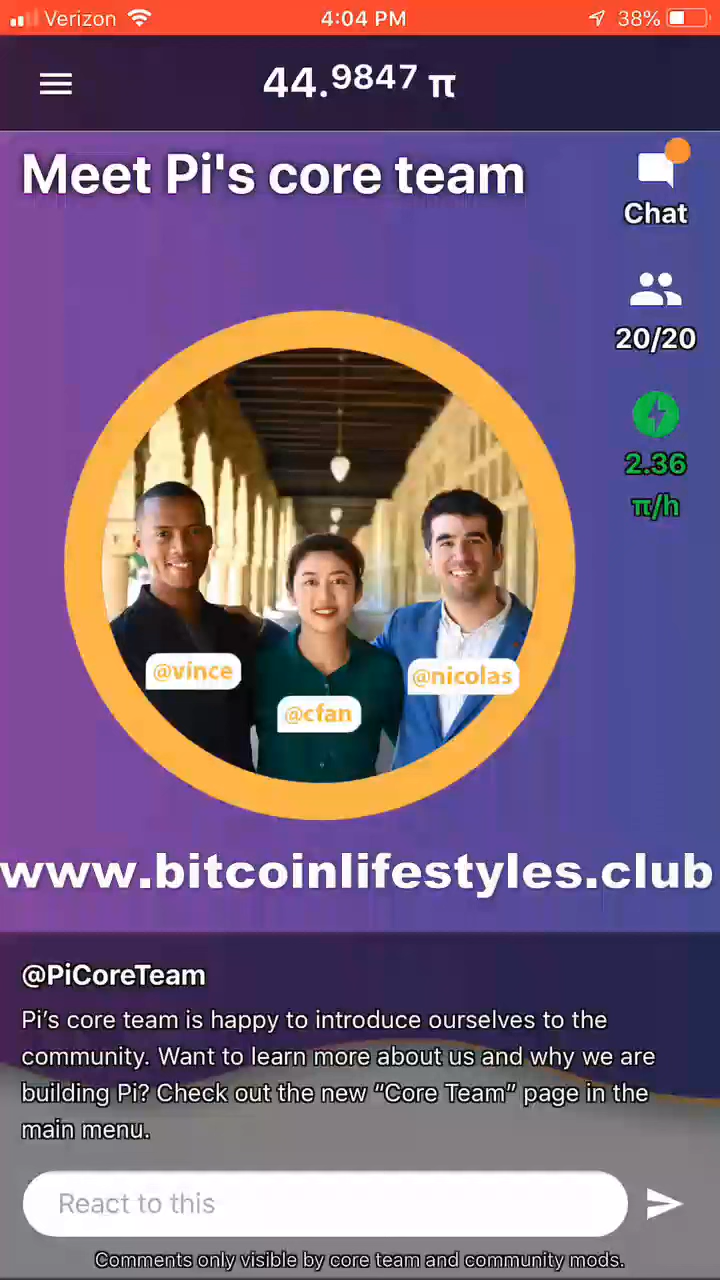 Verizon 4:04 PM 38%
44.9847 π
Meet Pi's core team
Chat
20/20
2.36
π/h
@vince
@cfan
@nicolas
www.bitcoinlifestyles.club
@PiCoreTeam
Pi’s core team is happy to introduce ourselves to the
community. Want to learn more about us and why we are
building Pi? Check out the new “Core Team” page in the
main menu.
React to this
Comments only visible by core team and community mods.